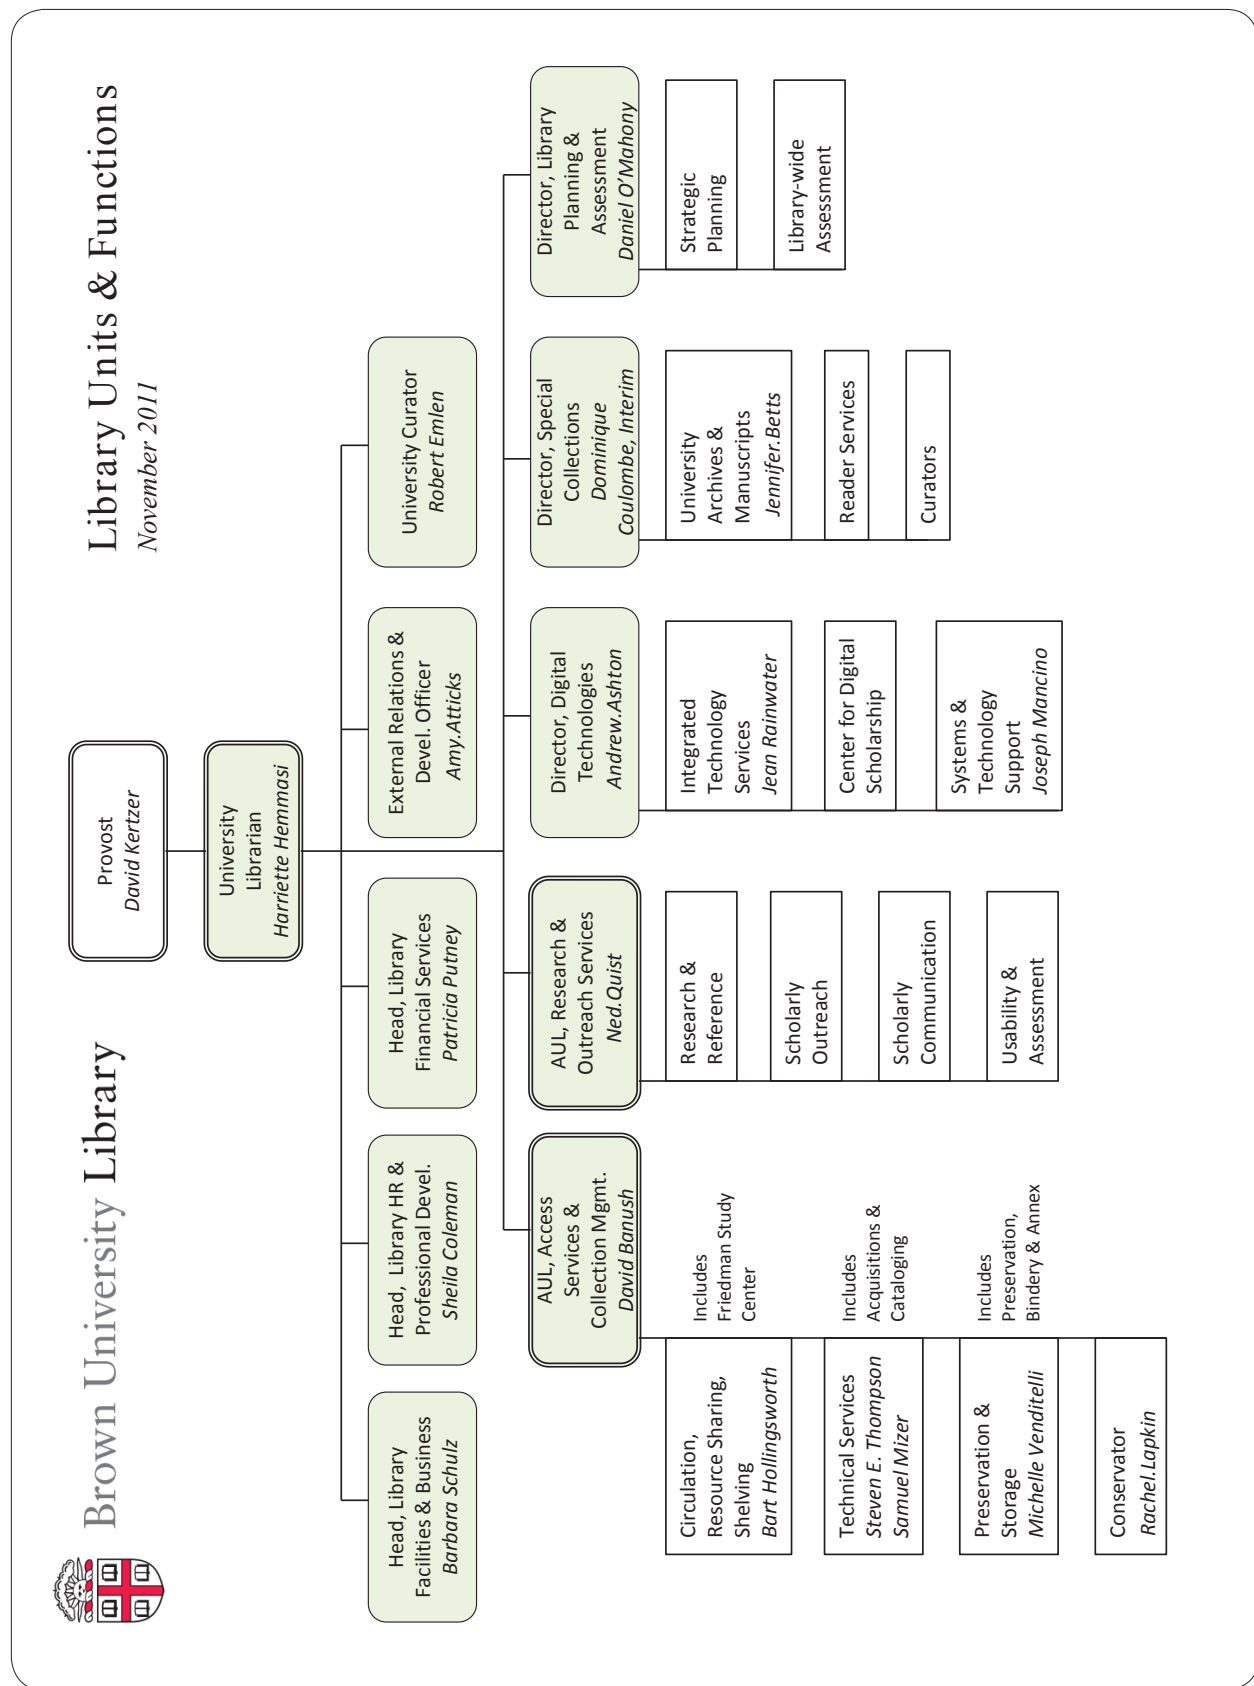 Brown University Library
Library Units & Functions
November 2011
Provost
David Kertzer
University
Librarian
Harriette Hemmasi
Head, Library
Facilities & Business
Barbara Schulz
Head,  Library HR &
Professional Devel.
Sheila Coleman
Head, Library
Financial Services
Patricia Putney
External Relations &
Devel. Officer
Amy.Atticks
University Curator
Robert Emlen
AUL, Access
Services &
Collection Mgmt.
David Banush
AUL, Research &
Outreach Services
Ned.Quist
Director, Digital
Technologies
Andrew.Ashton
Director, Special
Collections
Dominique
Coulombe, Interim
Director, Library
Planning &
Assessment
Daniel O’Mahony
Circulation,
Resource Sharing,
Shelving
Bart Hollingsworth
Includes
Friedman Study
Center
Technical Services
Steven E. Thompson
Samuel Mizer
Includes
Acquisitions &
Cataloging
Preservation &
Storage
Michelle Venditelli
Includes
Preservation,
Bindery & Annex
Conservator
Rachel.Lapkin
Research &
Reference
Scholarly
Outreach
Scholarly
Communication
Usability &
Assessment
Integrated
Technology
Services
Jean Rainwater
Center for Digital
Scholarship
Systems &
Technology
Support
Joseph Mancino
University
Archives &
Manuscripts
Jennifer.Betts
Reader Services
Curators
Strategic
Planning
Library-wide
Assessment